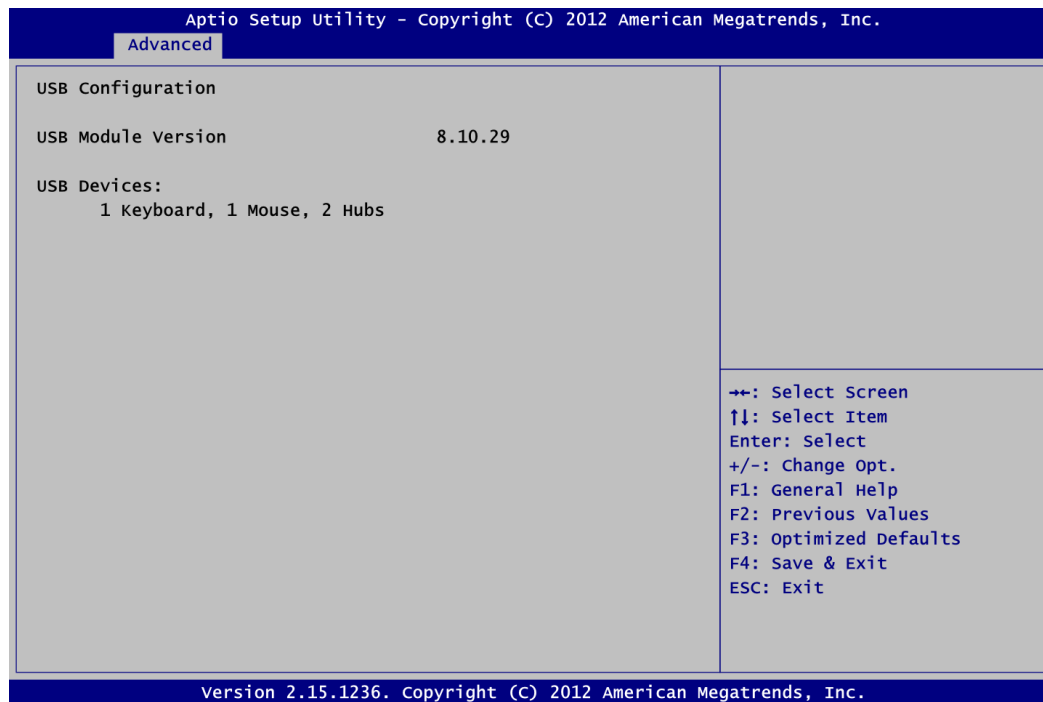 Aptio Setup Utility - Copyright (C) 2012 American Megatrends, Inc.
Advanced
USB Configuration
USB Module Version 8.10.29
USB Devices:
1 Keyboard, 1 Mouse, 2 Hubs
→←: Select Screen
↑↓: Select Item
Enter: Select
+/-: Change Opt.
F1: General Help
F2: Previous Values
F3: Optimized Defaults
F4: Save & Exit
ESC: Exit
Version 2.15.1236. Copyright (C) 2012 American Megatrends, Inc.